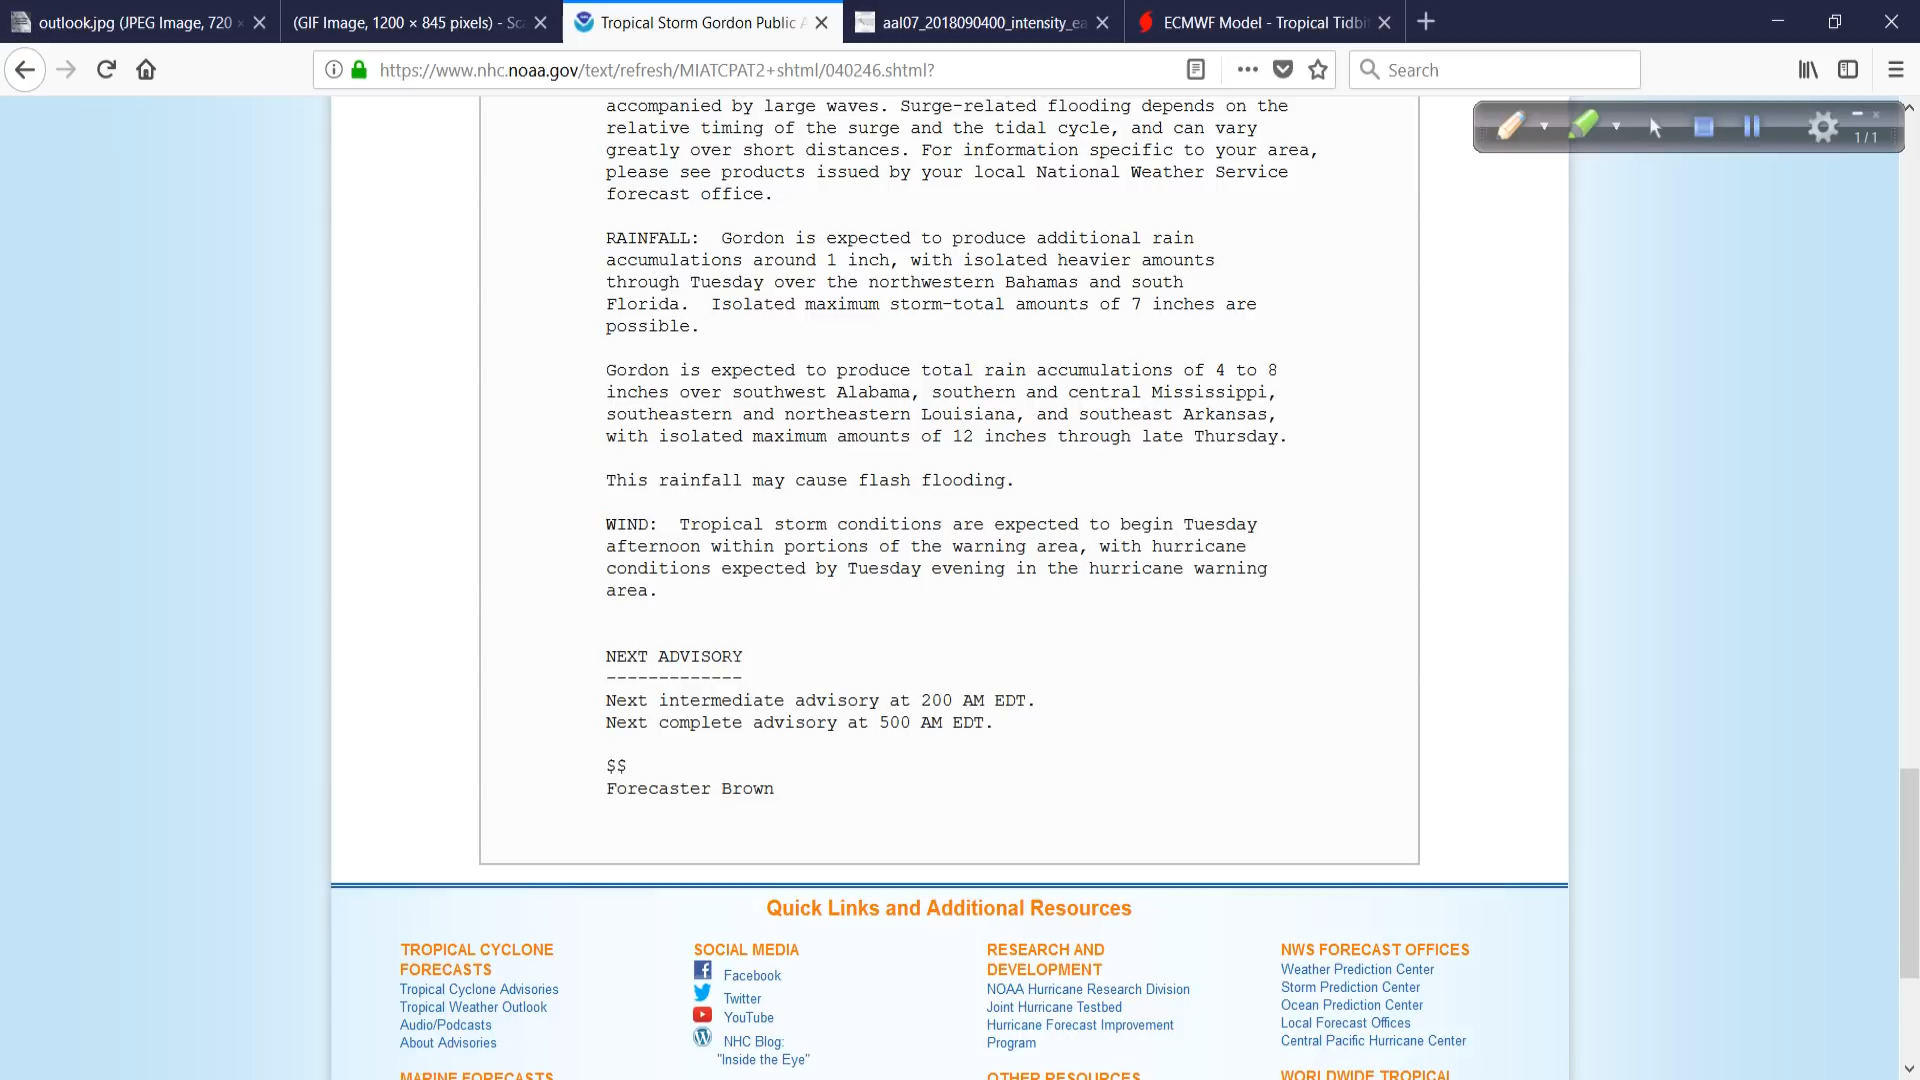 outlook.jpg (JPEG Image, 720
(GIF Image, 1200 × 845 pixels) - Sc
Tropical Storm Gordon Public
aal07_2018090400_intensity_ea
ECMWF Model - Tropical Tidbi
https://www.nhc.noaa.gov/text/refresh/MIATCPAT2+shtml/040246.shtml?
Search
1/1
accompanied by large waves. Surge-related flooding depends on the
relative timing of the surge and the tidal cycle, and can vary
greatly over short distances. For information specific to your area,
please see products issued by your local National Weather Service
forecast office.
RAINFALL: Gordon is expected to produce additional rain
accumulations around 1 inch, with isolated heavier amounts
through Tuesday over the northwestern Bahamas and south
Florida. Isolated maximum storm-total amounts of 7 inches are
possible.
Gordon is expected to produce total rain accumulations of 4 to 8
inches over southwest Alabama, southern and central Mississippi,
southeastern and northeastern Louisiana, and southeast Arkansas,
with isolated maximum amounts of 12 inches through late Thursday.
This rainfall may cause flash flooding.
WIND: Tropical storm conditions are expected to begin Tuesday
afternoon within portions of the warning area, with hurricane
conditions expected by Tuesday evening in the hurricane warning
area.
NEXT ADVISORY
-------------
Next intermediate advisory at 200 AM EDT.
Next complete advisory at 500 AM EDT.
$$
Forecaster Brown
Quick Links and Additional Resources
TROPICAL CYCLONE
FORECASTS
Tropical Cyclone Advisories
Tropical Weather Outlook
Audio/Podcasts
About Advisories
MARINE FORECASTS
SOCIAL MEDIA
Facebook
Twitter
YouTube
NHC Blog:
"Inside the Eye"
RESEARCH AND
DEVELOPMENT
NOAA Hurricane Research Division
Joint Hurricane Testbed
Hurricane Forecast Improvement
Program
OTHER RESOURCES
NWS FORECAST OFFICES
Weather Prediction Center
Storm Prediction Center
Ocean Prediction Center
Local Forecast Offices
Central Pacific Hurricane Center
WORLDWIDE TROPICAL